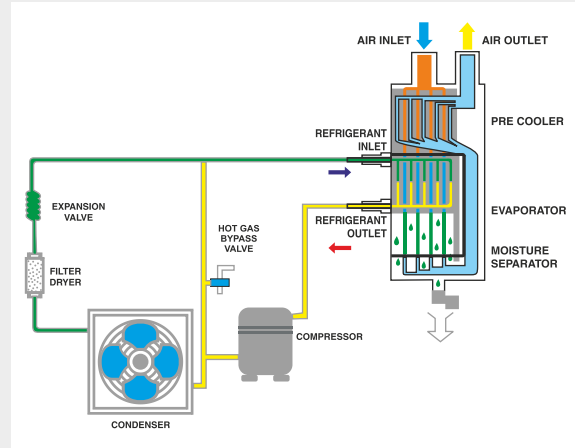 AIR INLET
AIR OUTLET
PRE COOLER
REFRIGERANT
INLET
EXPANSION
VALVE
EVAPORATOR
REFRIGERANT
OUTLET
HOT GAS
BYPASS
VALVE
MOISTURE
SEPARATOR
FILTER
DRYER
COMPRESSOR
CONDENSER